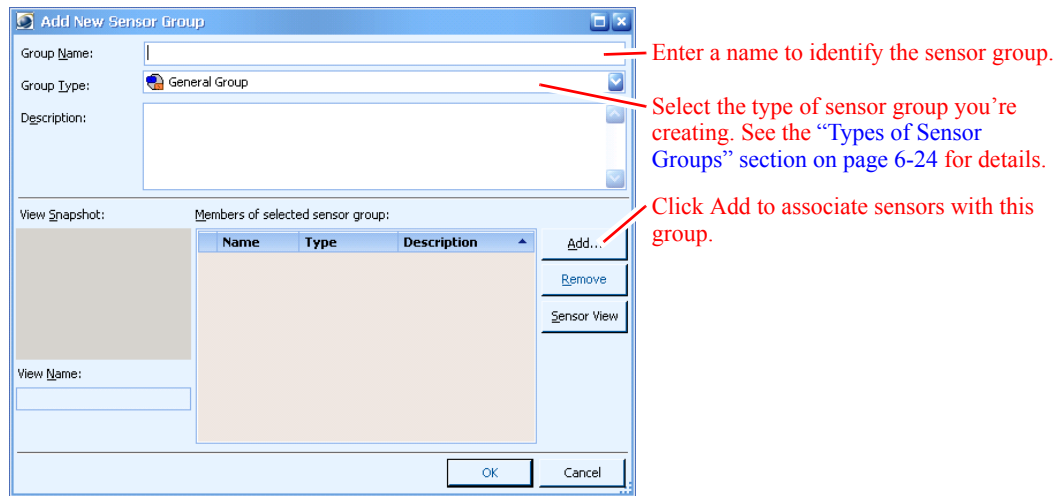 Add New Sensor Group
Group Name:
Enter a name to identify the sensor group.
Group Type:
General Group
Select the type of sensor group you’re
creating. See the “Types of Sensor
Groups” section on page 6-24 for details.
Description:
View Snapshot:
Members of selected sensor group:
Click Add to associate sensors with this
group.
Name Type Description
Add...
Remove
Sensor View
View Name:
OK Cancel